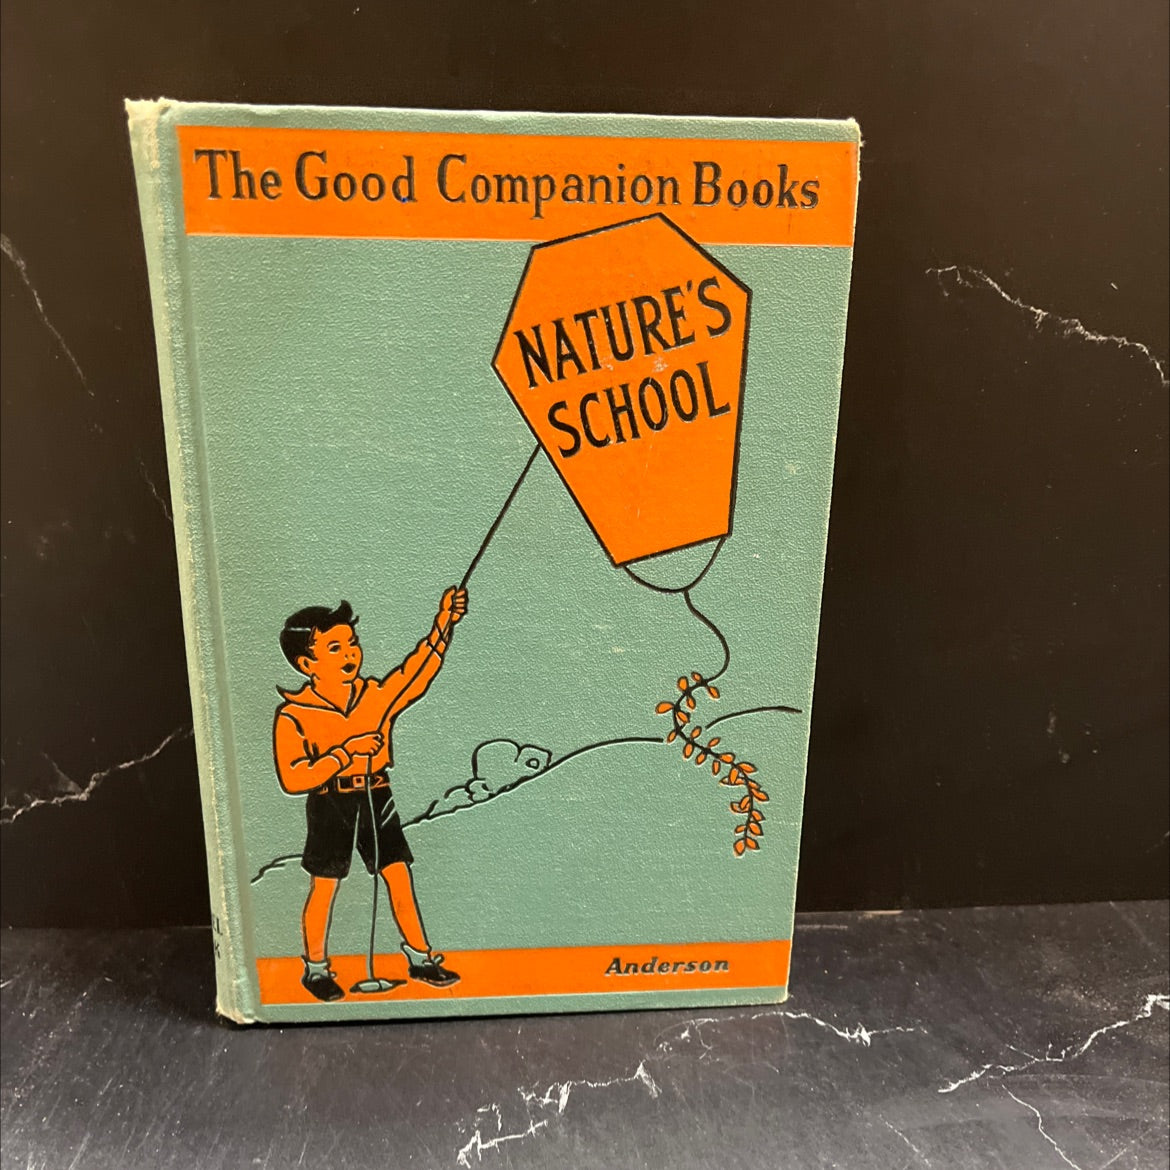 The Good Companion Books
NATURE'S
SCHOOL
Anderson